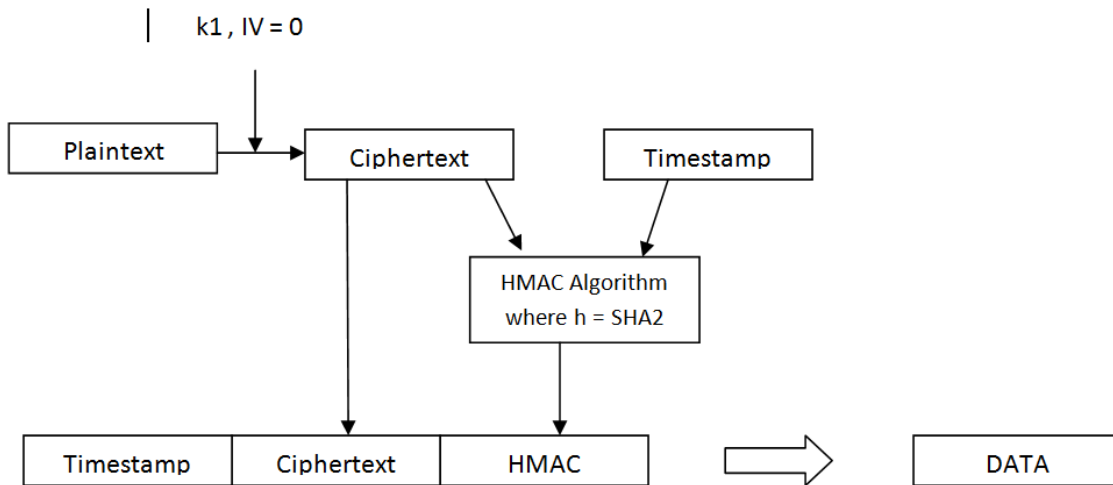 k1 , IV = 0
Plaintext
Ciphertext
Timestamp
HMAC Algorithm
where h = SHA2
Timestamp
Ciphertext
HMAC
DATA